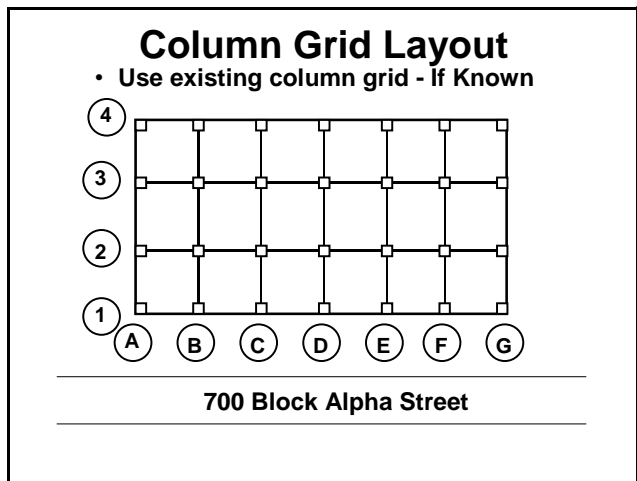 Column Grid Layout
• Use existing column grid - If Known
4
3
2
1
A B C D E F G
700 Block Alpha Street